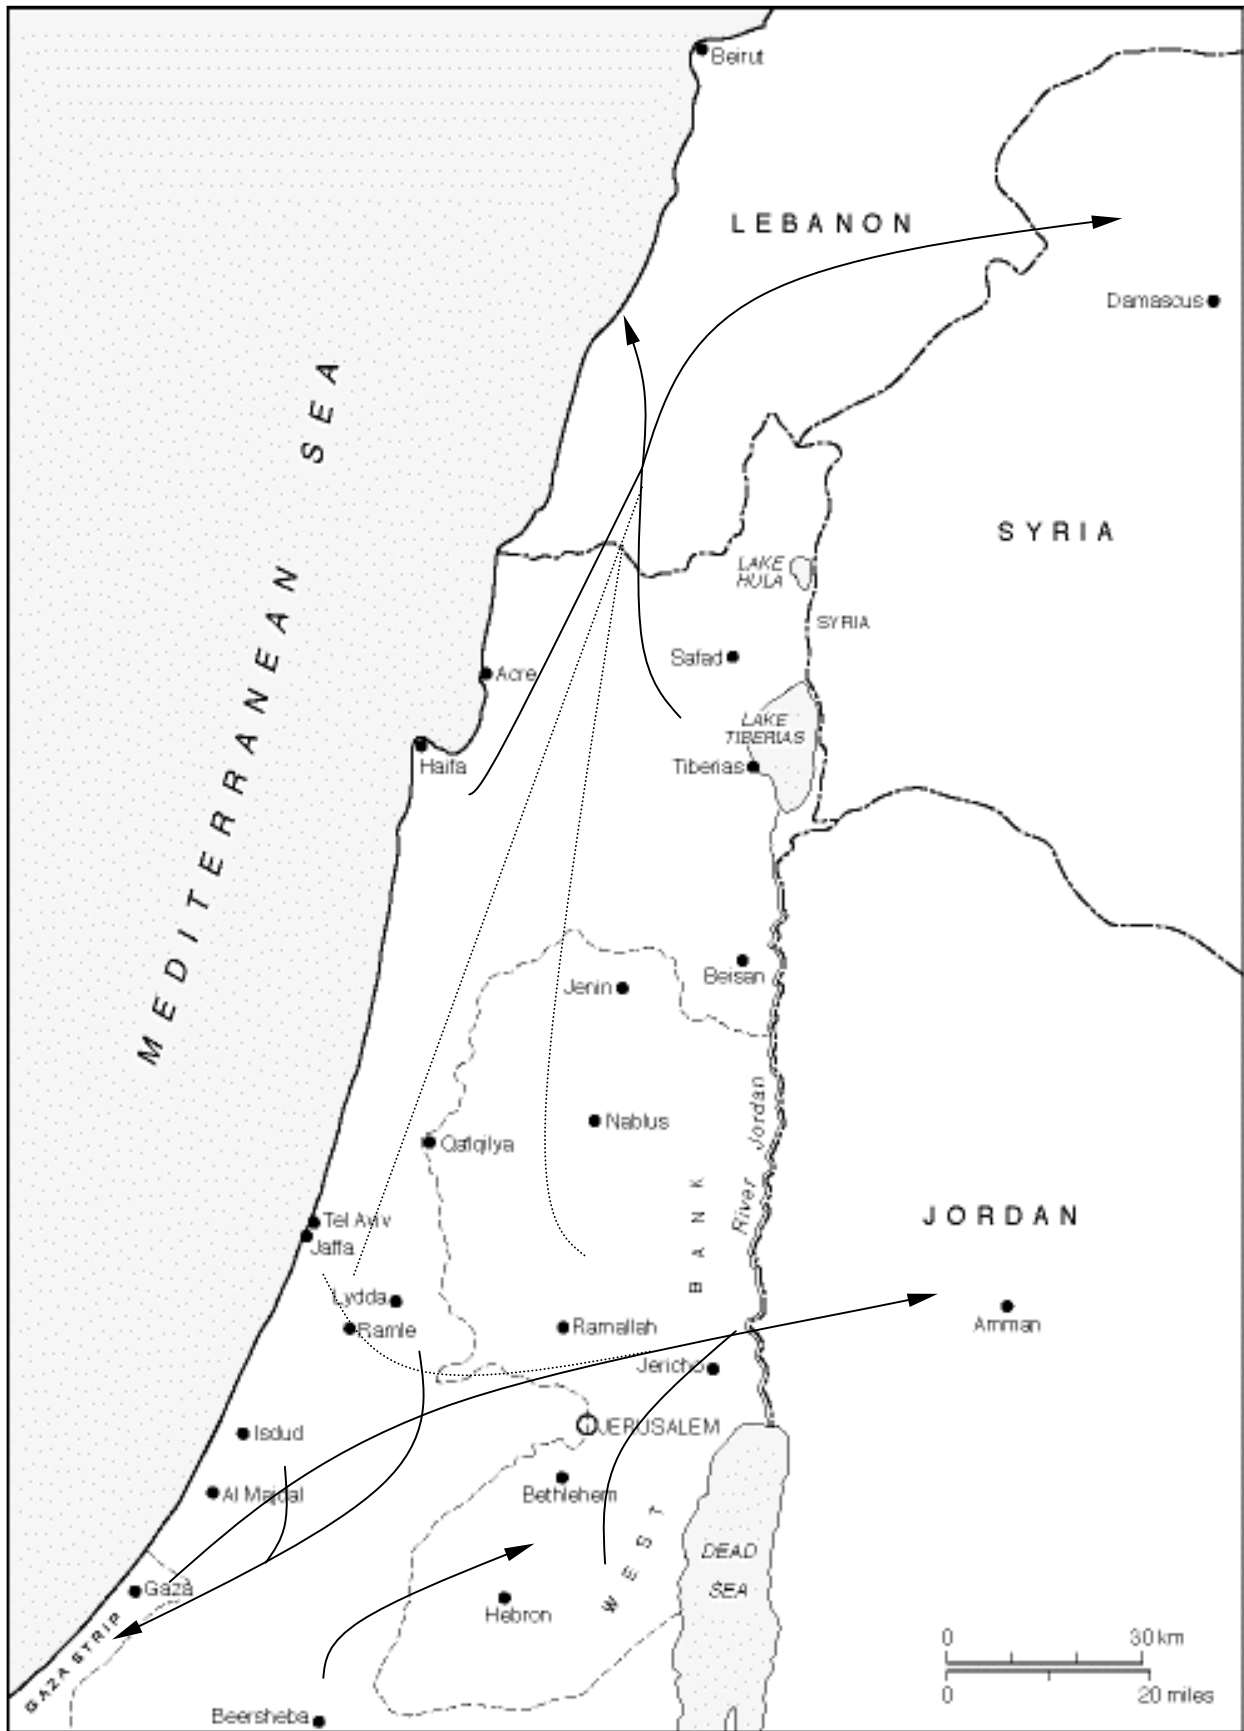 Beirut
LEBANON
Damascus
MEDITERRANEAN SEA
SYRIA
LAKE
HULA
SYRIA
Safad
Acre
LAKE
TIBERIAS
Haifa
Tiberias
Beisan
Jenin
River Jordan
Nablus
Qalqilya
WEST BANK
JORDAN
Tel Aviv
Jaffa
Lydda
Ramle
Ramallah
Amman
Jericho
JERUSALEM
Isdud
Bethlehem
Al Majdal
DEAD
SEA
Gaza
Hebron
GAZA STRIP
0 30 km
0 20 miles
Beersheba